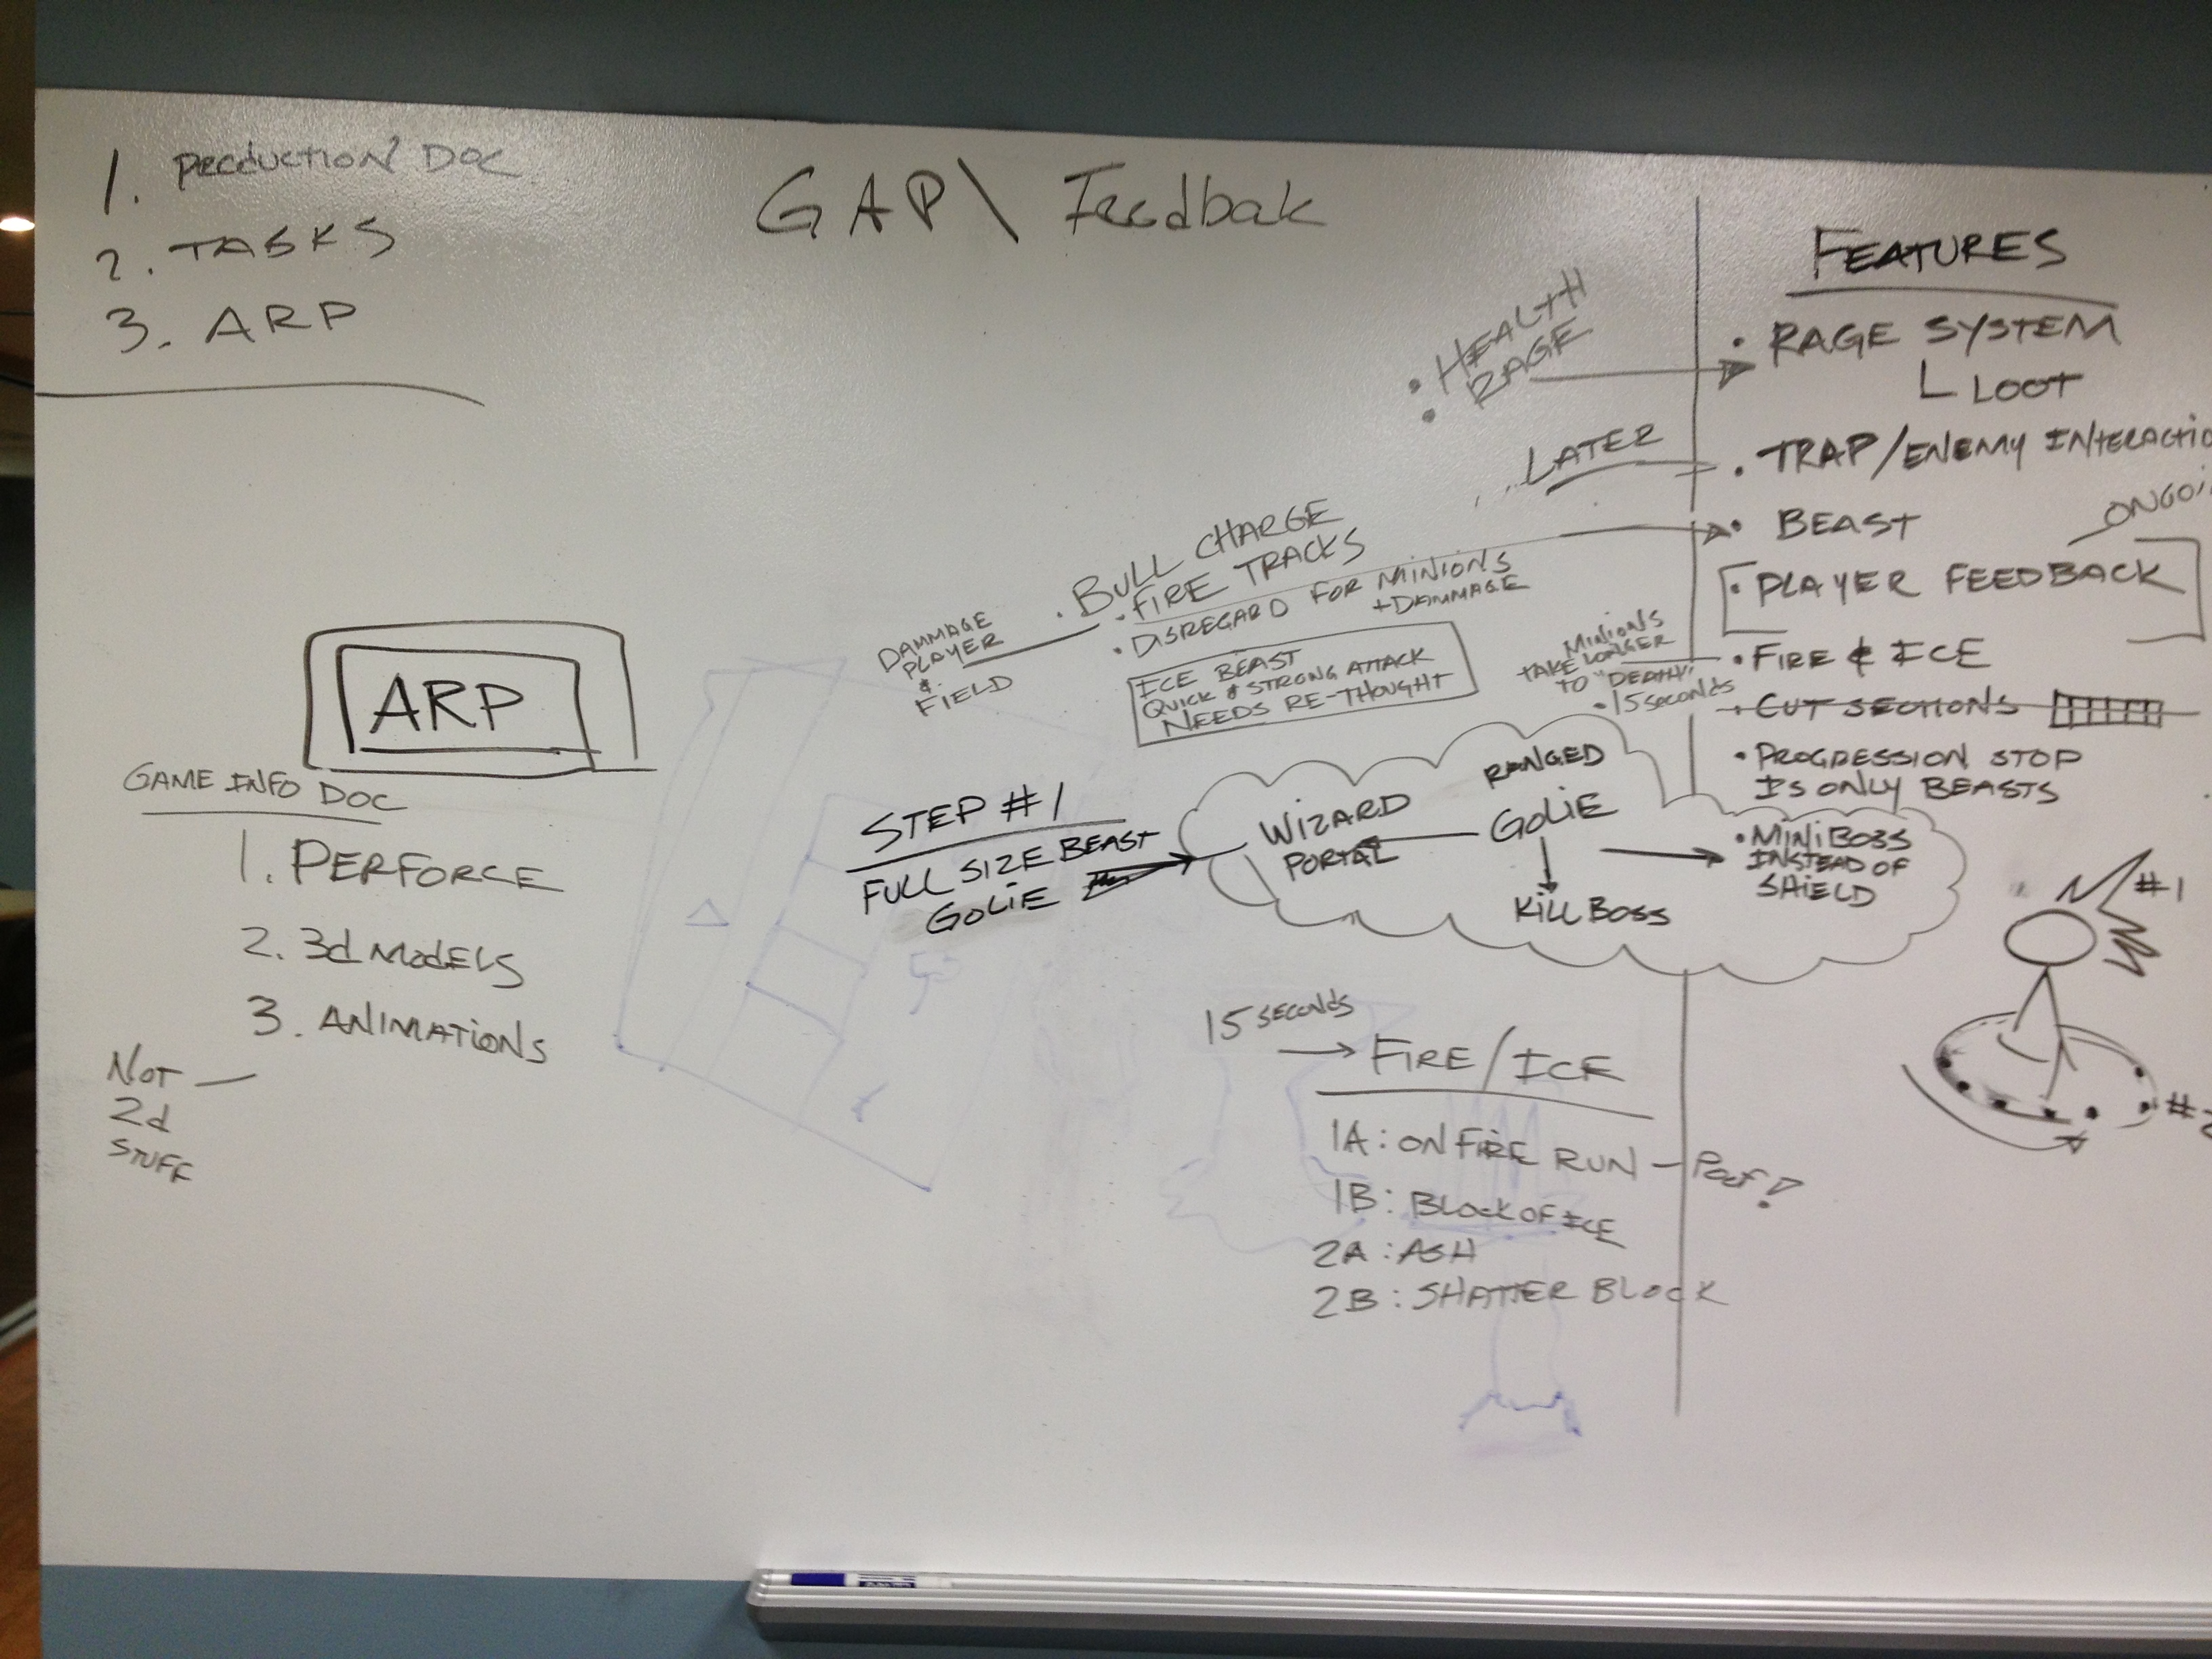 1. PRODUCTION DOC
2. TASKS
3. ARP
GAP\ Feedbak
ARP
GAME INFO DOC
1. PERFORCE
2. 3d MODELS
3. ANIMATIONS
NOT —
2d
STUFF
• HEALTH
• RAGE
LATER
• BULL CHARGE
• FIRE TRACKS
• DISREGARD FOR MINIONS
+DAMMAGE
DAMMAGE
PLAYER
&
FIELD
ICE BEAST
QUICK & STRONG ATTACK
NEEDS RE-THOUGHT
MINIONS
TAKE LONGER
TO "DEATH"
• 15 SECONDS
STEP #1
FULL SIZE BEAST
GOLIE
WIZARD
PORTAL
RANGED
GOLIE
KILL BOSS
• MINIBOSS
INSTEAD OF
SHIELD
15 SECONDS
FIRE/ICE
1A: ON FIRE RUN — Poof!
1B: BLOCK OF ICE
2A: ASH
2B: SHATTER BLOCK
FEATURES
• RAGE SYSTEM
L LOOT
• TRAP/ENEMY INTERACTIO
• BEAST
ONGOI
• PLAYER FEEDBACK
• FIRE & ICE
• CUT SECTIONS
• PROGRESSION STOP
IS ONLY BEASTS
#1
#2